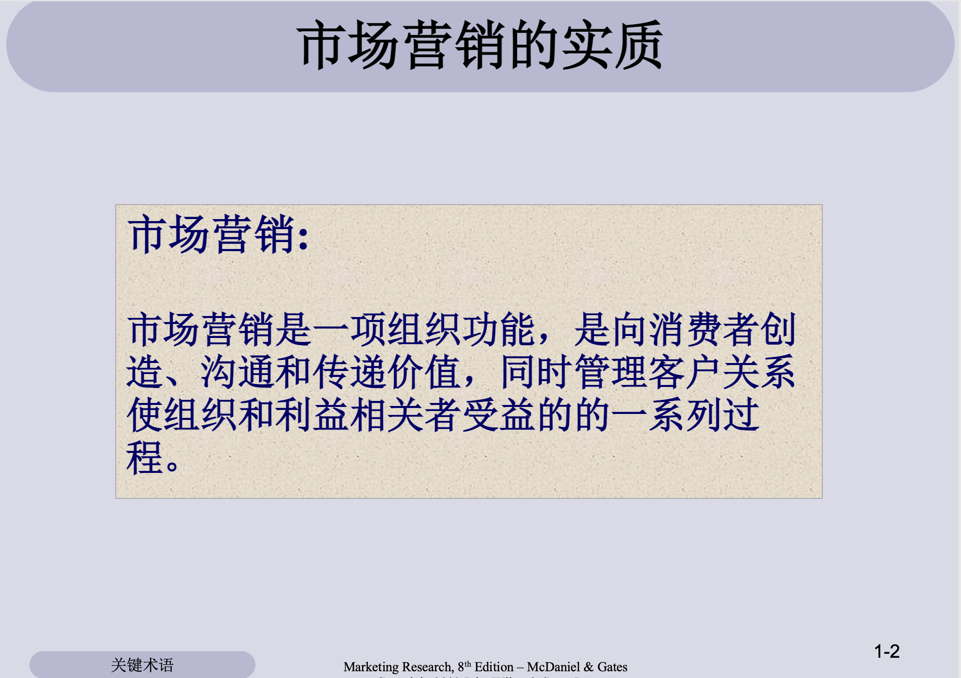 市场营销的实质
市场营销:
市场营销是一项组织功能，是向消费者创
造、沟通和传递价值，同时管理客户关系
使组织和利益相关者受益的的一系列过
程。
1-2
关键术语
Marketing Research, 8th Edition – McDaniel & Gates